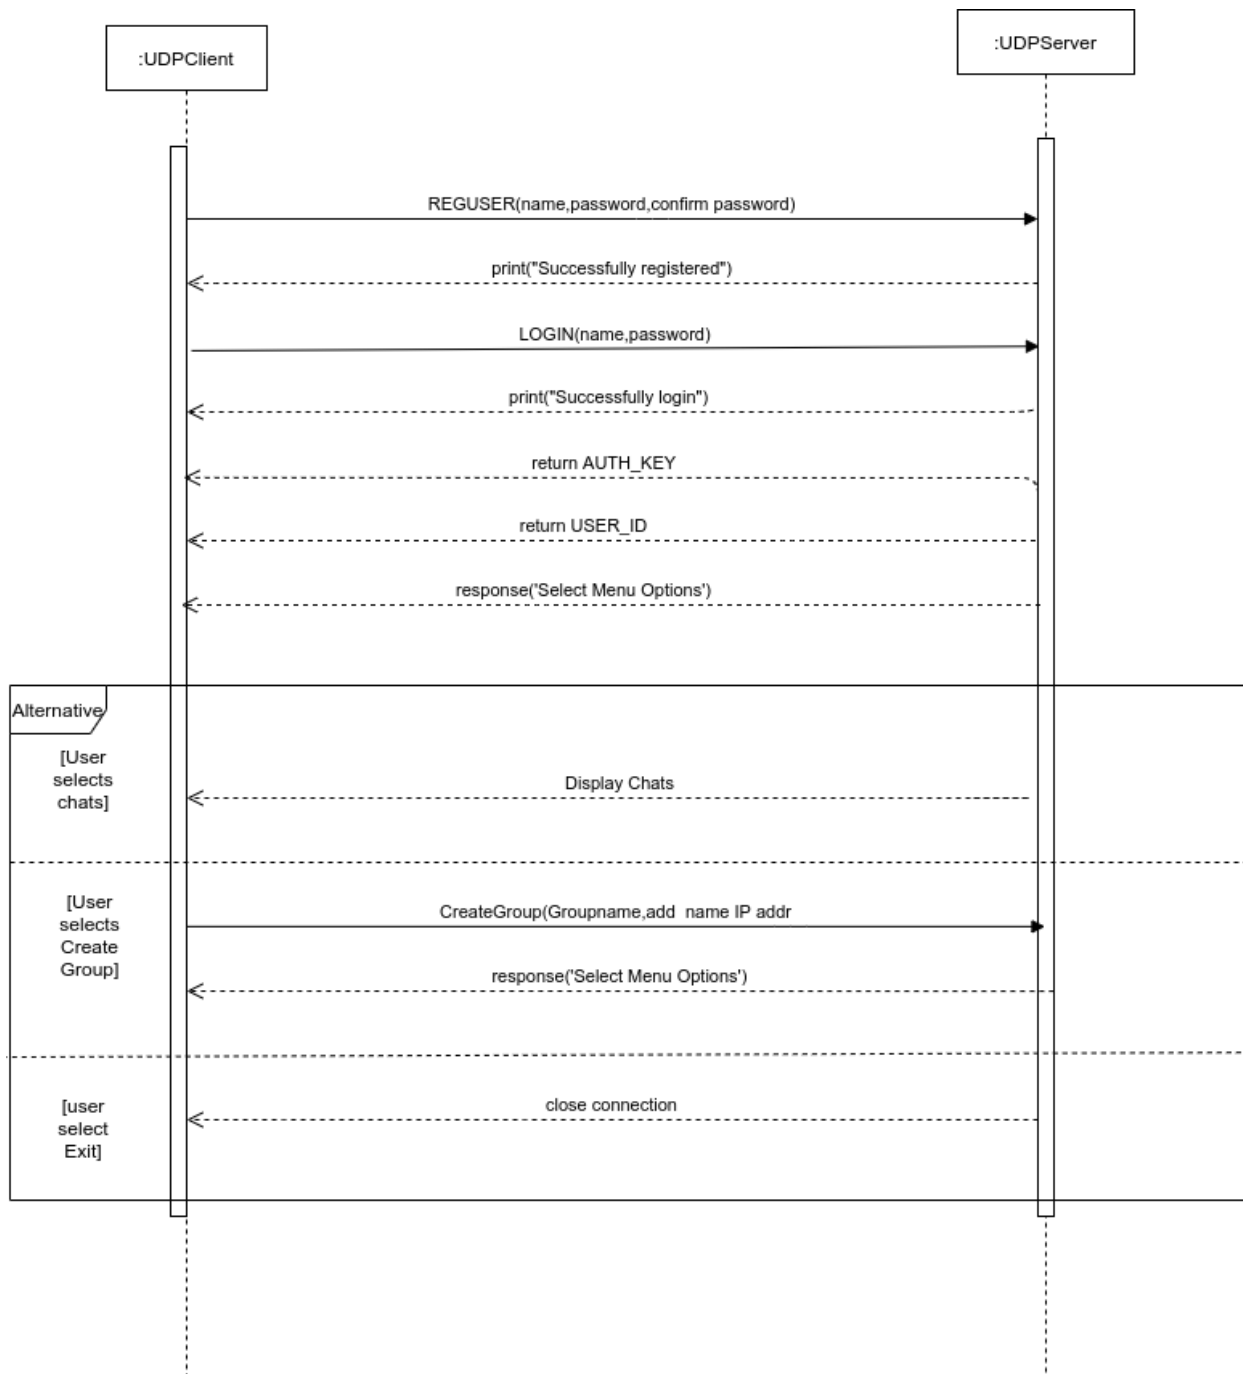 :UDPClient
:UDPServer
REGUSER(name,password,confirm password)
print("Successfully registered")
LOGIN(name,password)
print("Successfully login")
return AUTH_KEY
return USER_ID
response('Select Menu Options')
Alternative
[User
selects
chats]
Display Chats
[User
selects
Create
Group]
CreateGroup(Groupname,add  name IP addr
response('Select Menu Options')
[user
select
Exit]
close connection